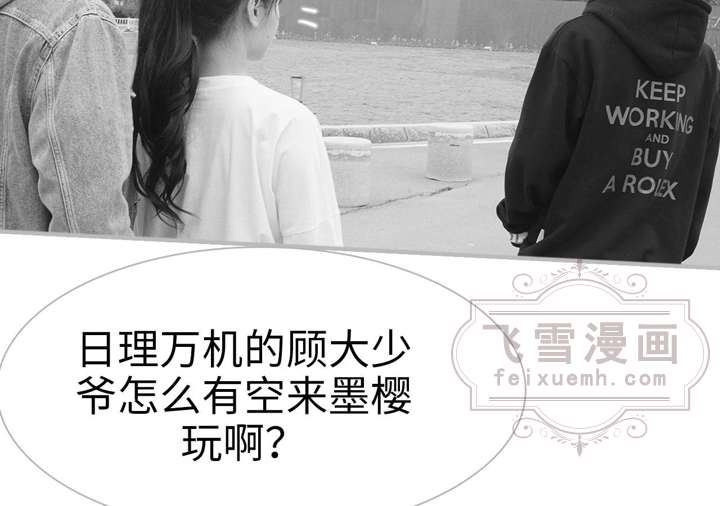 KEEP
WORKING
AND
BUY
A ROLEX
飞雪漫画
feixuemh.com
日理万机的顾大少
爷怎么有空来墨樱
玩啊？